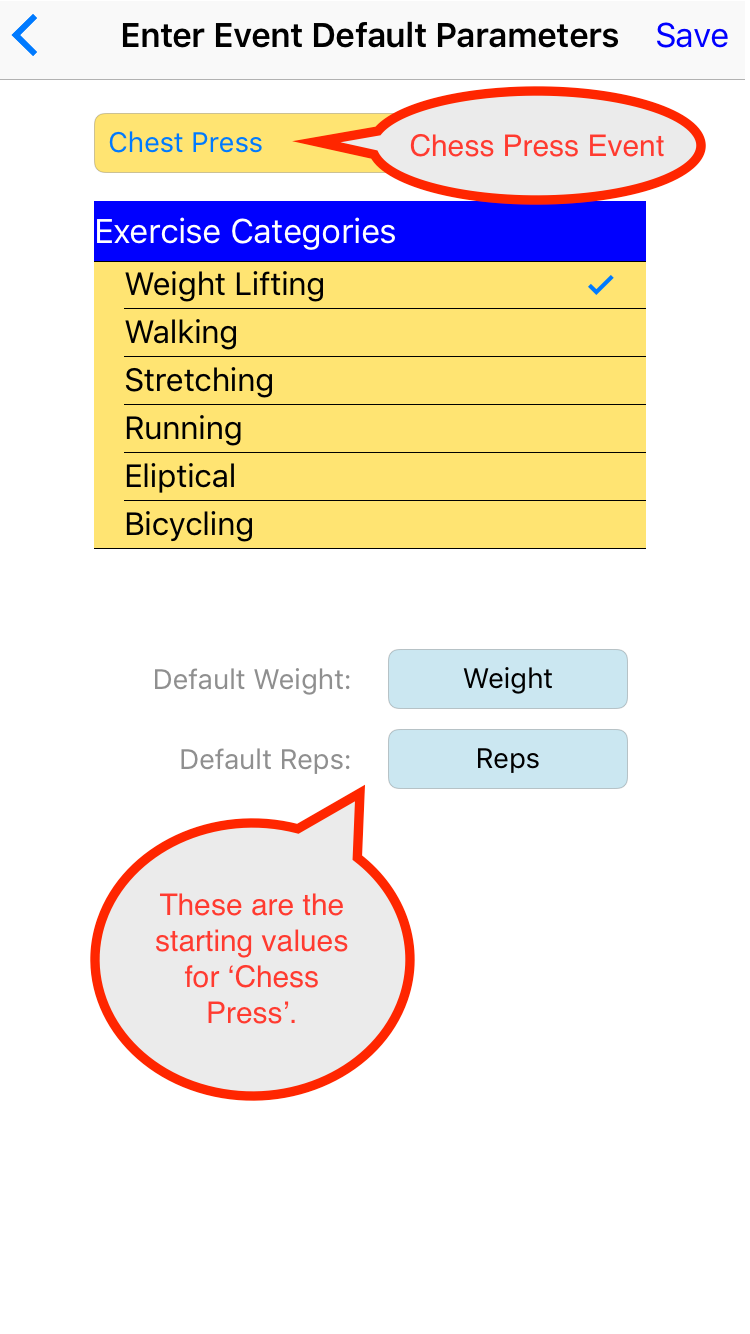 Enter Event Default Parameters Save
Chest Press
Chess Press Event
Exercise Categories
Weight Lifting
Walking
Stretching
Running
Eliptical
Bicycling
Default Weight: Weight
Default Reps: Reps
These are the
starting values
for ‘Chess
Press’.